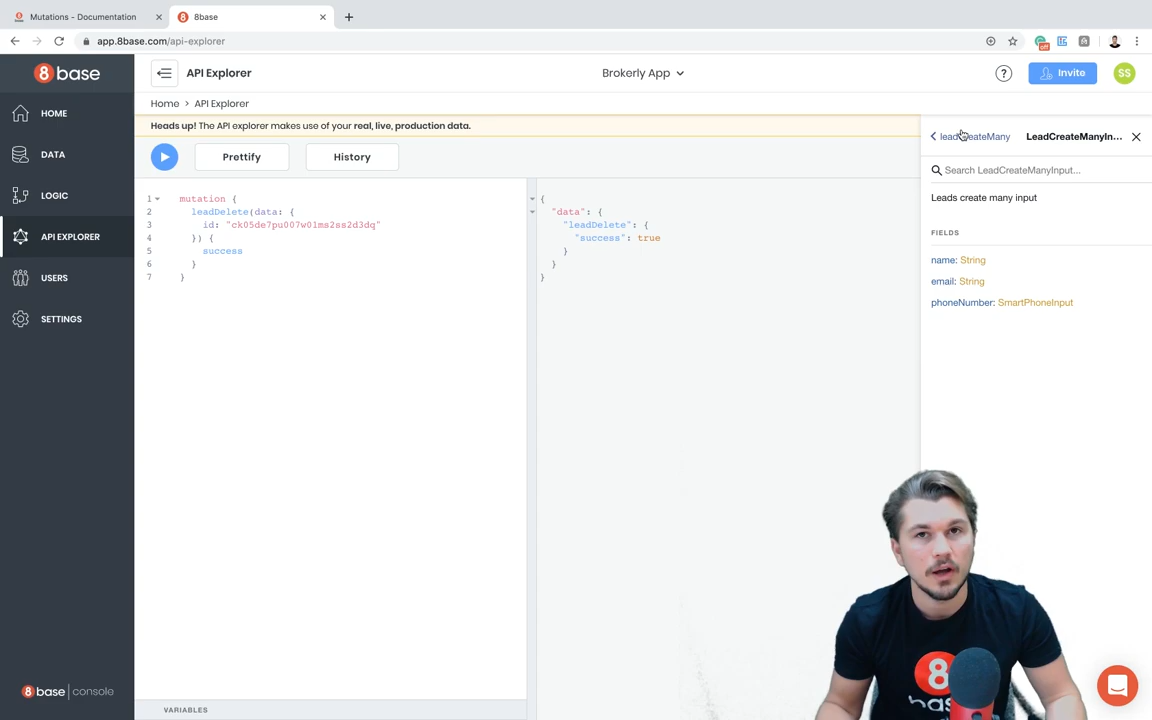 Mutations - Documentation
8base
app.8base.com/api-explorer
off
8base
API Explorer
Brokerly App
?
Invite
SS
HOME
DATA
LOGIC
API EXPLORER
USERS
SETTINGS
8base console
Home > API Explorer
Heads up! The API explorer makes use of your real, live, production data.
Prettify
History
1 mutation {
2 leadDelete(data: {
3 id: "ck05de7pu007w01ms2ss2d3dq"
4 }) {
5 success
6 }
7 }
{
"data": {
"leadDelete": {
"success": true
}
}
}
VARIABLES
leadCreateMany
LeadCreateManyIn...
Search LeadCreateManyInput...
Leads create many input
FIELDS
name: String
email: String
phoneNumber: SmartPhoneInput
8